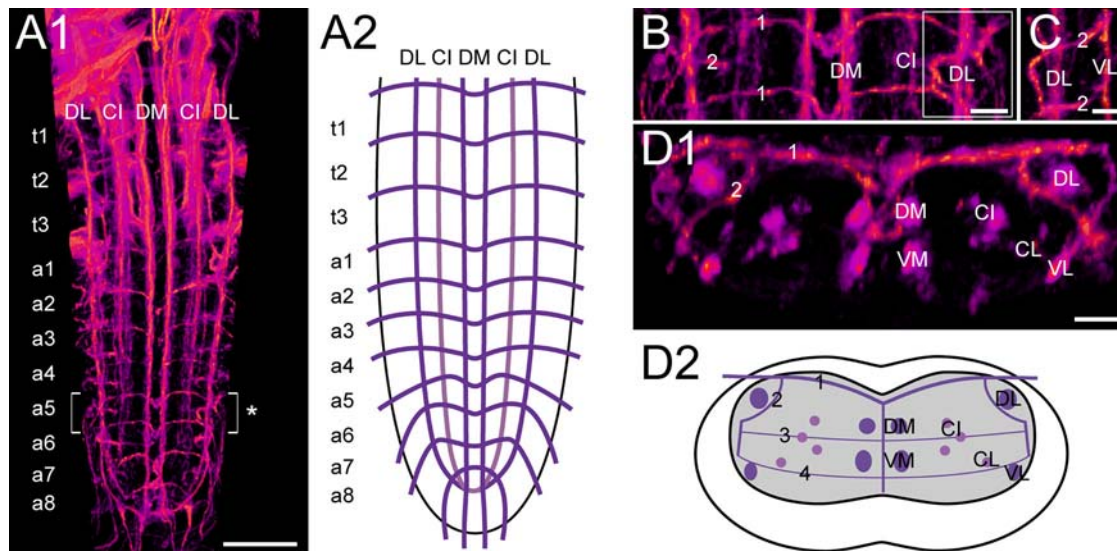 A1
DL CI DM CI DL
t1
t2
t3
a1
a2
a3
a4
a5
a6
a7
a8
*
A2
DL CI DM CI DL
t1
t2
t3
a1
a2
a3
a4
a5
a6
a7
a8
B
1
2
DM
CI
DL
1
C
2
DL
VL
2
D1
1
2
DL
DM
CI
VM
CL
VL
D2
1
2
DL
3
DM
CI
VM
CL
4
VL